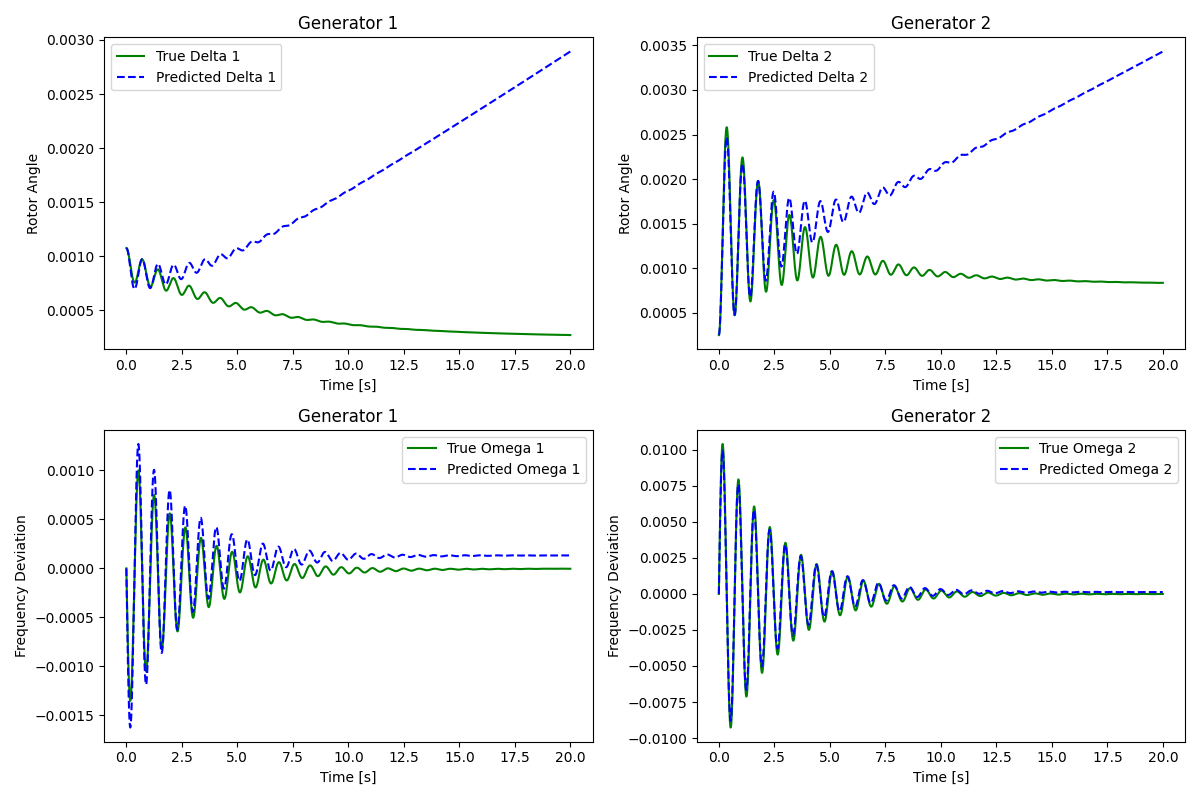 Generator 1
True Delta 1
Predicted Delta 1
Rotor Angle
0.0030
0.0025
0.0020
0.0015
0.0010
0.0005
0.0 2.5 5.0 7.5 10.0 12.5 15.0 17.5 20.0
Time [s]
Generator 2
True Delta 2
Predicted Delta 2
Rotor Angle
0.0035
0.0030
0.0025
0.0020
0.0015
0.0010
0.0005
0.0 2.5 5.0 7.5 10.0 12.5 15.0 17.5 20.0
Time [s]
Generator 1
True Omega 1
Predicted Omega 1
Frequency Deviation
0.0010
0.0005
0.0000
−0.0005
−0.0010
−0.0015
0.0 2.5 5.0 7.5 10.0 12.5 15.0 17.5 20.0
Time [s]
Generator 2
True Omega 2
Predicted Omega 2
Frequency Deviation
0.0100
0.0075
0.0050
0.0025
0.0000
−0.0025
−0.0050
−0.0075
−0.0100
0.0 2.5 5.0 7.5 10.0 12.5 15.0 17.5 20.0
Time [s]